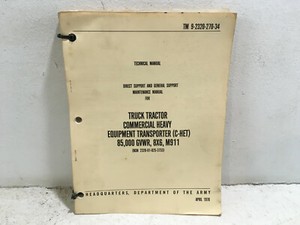 TM 9-2320-270-34
TECHNICAL MANUAL
DIRECT SUPPORT AND GENERAL SUPPORT
MAINTENANCE MANUAL
FOR
TRUCK TRACTOR
COMMERCIAL HEAVY
EQUIPMENT TRANSPORTER (C-HET)
85,000 GVWR, 8X6, M911
HEADQUARTERS, DEPARTMENT OF THE ARMY